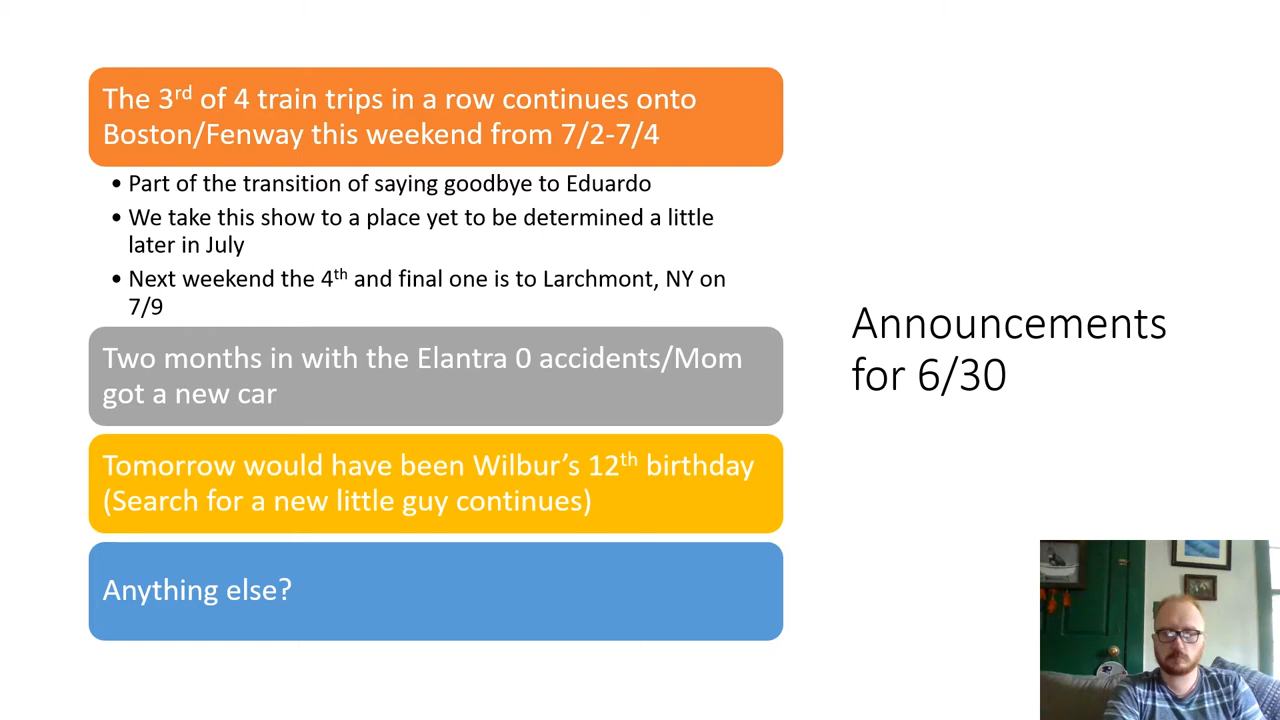 The 3rd of 4 train trips in a row continues onto
Boston/Fenway this weekend from 7/2-7/4
• Part of the transition of saying goodbye to Eduardo
• We take this show to a place yet to be determined a little
later in July
• Next weekend the 4th and final one is to Larchmont, NY on
7/9
Two months in with the Elantra 0 accidents/Mom
got a new car
Tomorrow would have been Wilbur’s 12th birthday
(Search for a new little guy continues)
Anything else?
Announcements
for 6/30